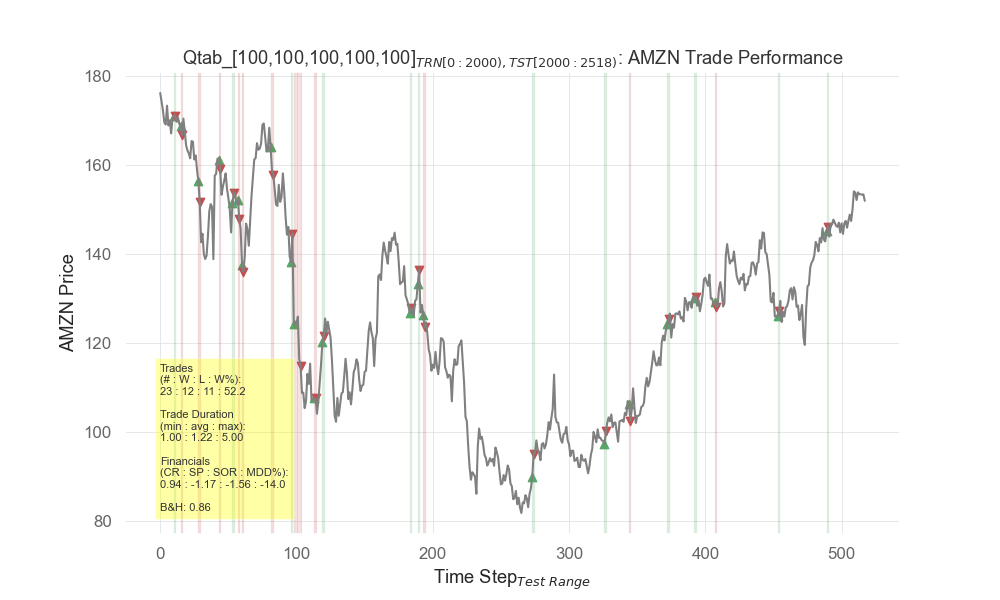 Qtab_[100,100,100,100,100]TRN[0 : 2000), TST[2000 : 2518) : AMZN Trade Performance
180
160
140
120
100
80
AMZN Price
Trades
(# : W : L : W%):
23 : 12 : 11 : 52.2
Trade Duration
(min : avg : max):
1.00 : 1.22 : 5.00
Financials
(CR : SP : SOR : MDD%):
0.94 : -1.17 : -1.56 : -14.0
B&H: 0.86
0 100 200 300 400 500
Time StepTest Range